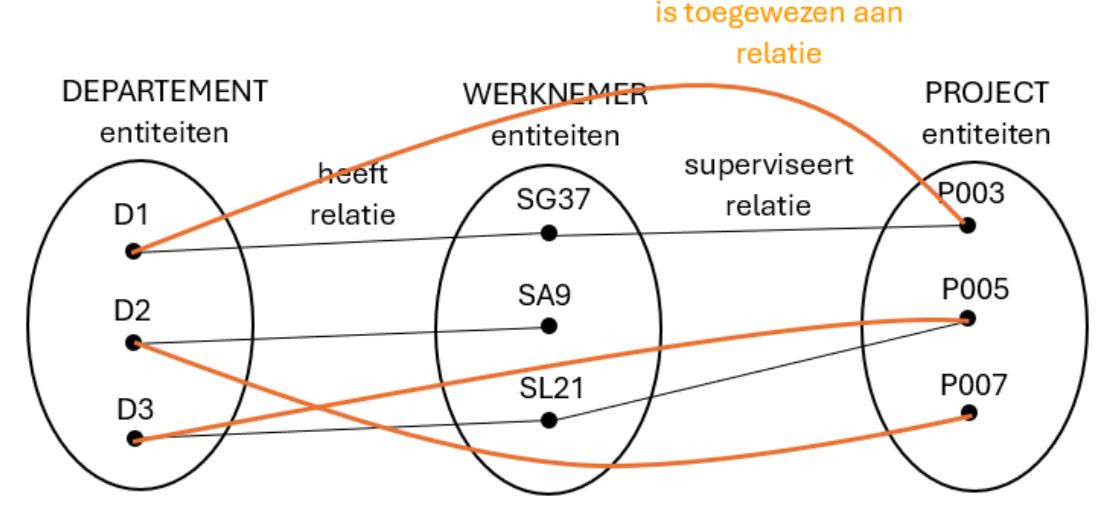 is toegewezen aan
relatie
DEPARTEMENT
entiteiten
WERKNEMER
entiteiten
PROJECT
entiteiten
heeft
relatie
superviseert
relatie
D1
SG37
P003
D2
SA9
P005
D3
SL21
P007